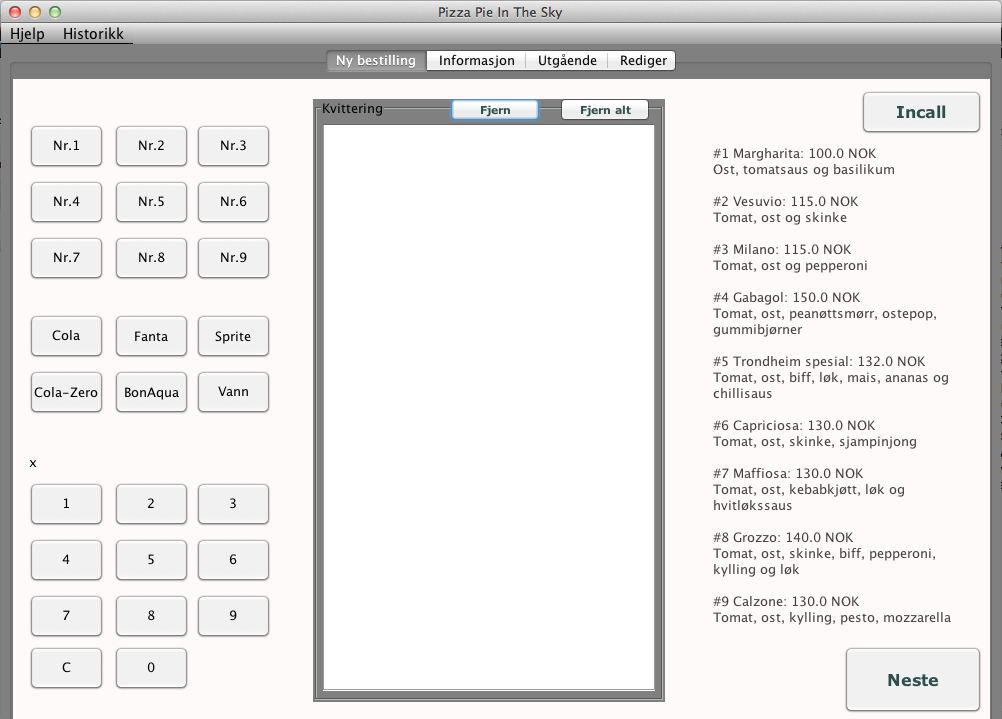 Pizza Pie In The Sky
Hjelp Historikk
Ny bestilling Informasjon Utgående Rediger
Kvittering Fjern Fjern alt
Incall
Nr.1 Nr.2 Nr.3
Nr.4 Nr.5 Nr.6
Nr.7 Nr.8 Nr.9
Cola Fanta Sprite
Cola-Zero BonAqua Vann
x
1 2 3
4 5 6
7 8 9
C 0
#1 Margharita: 100.0 NOK
Ost, tomatsaus og basilikum
#2 Vesuvio: 115.0 NOK
Tomat, ost og skinke
#3 Milano: 115.0 NOK
Tomat, ost og pepperoni
#4 Gabagol: 150.0 NOK
Tomat, ost, peanøttsmørr, ostepop,
gummibjørner
#5 Trondheim spesial: 132.0 NOK
Tomat, ost, biff, løk, mais, ananas og
chillisaus
#6 Capriciosa: 130.0 NOK
Tomat, ost, skinke, sjampinjong
#7 Maffiosa: 130.0 NOK
Tomat, ost, kebabkjøtt, løk og
hvitløkssaus
#8 Grozzo: 140.0 NOK
Tomat, ost, skinke, biff, pepperoni,
kylling og løk
#9 Calzone: 130.0 NOK
Tomat, ost, kylling, pesto, mozzarella
Neste